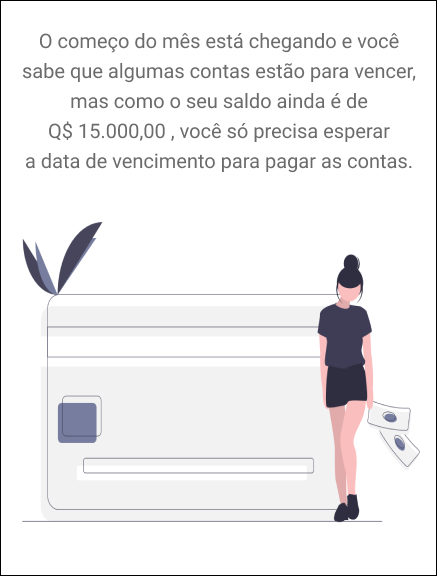 O começo do mês está chegando e você
sabe que algumas contas estão para vencer,
mas como o seu saldo ainda é de
Q$ 15.000,00 , você só precisa esperar
a data de vencimento para pagar as contas.